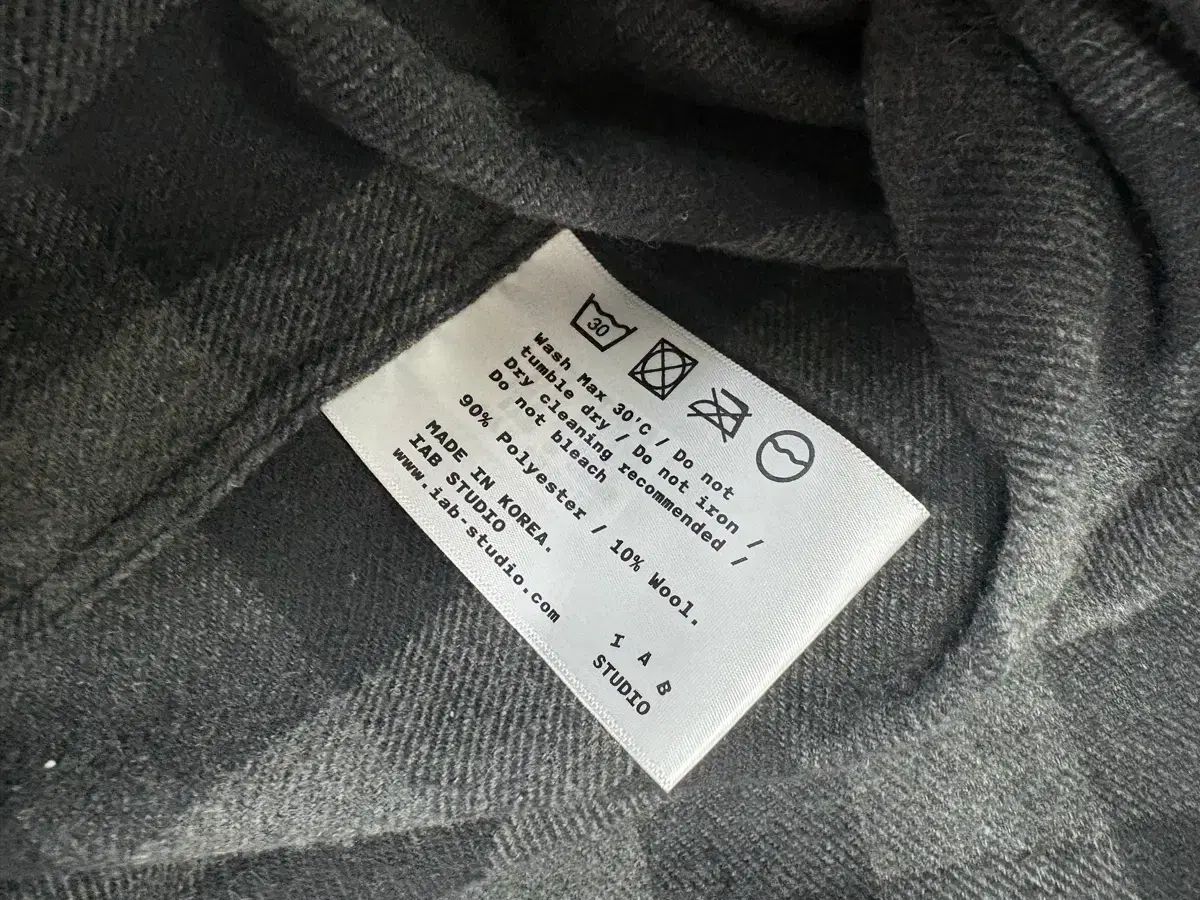 30
Wash Max 30'C / Do not
tumble dry / Do not iron /
Dry cleaning recommended /
Do not bleach
90% Polyester / 10% Wool.
MADE IN KOREA.
IAB STUDIO
www.iab-studio.com
I A B
STUDIO